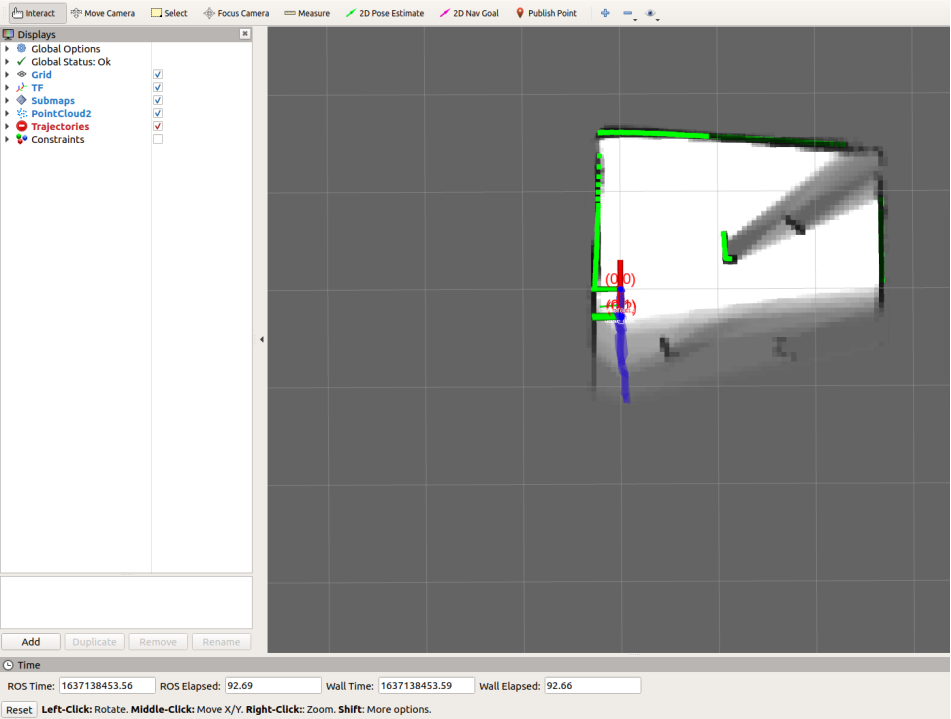 Interact Move Camera Select Focus Camera Measure 2D Pose Estimate 2D Nav Goal Publish Point
Displays
Global Options
Global Status: Ok
Grid
TF
Submaps
PointCloud2
Trajectories
Constraints
(0,0)
Add Duplicate Remove Rename
Time
ROS Time: 1637138453.56 ROS Elapsed: 92.69 Wall Time: 1637138453.59 Wall Elapsed: 92.66
Reset Left-Click: Rotate. Middle-Click: Move X/Y. Right-Click:: Zoom. Shift: More options.